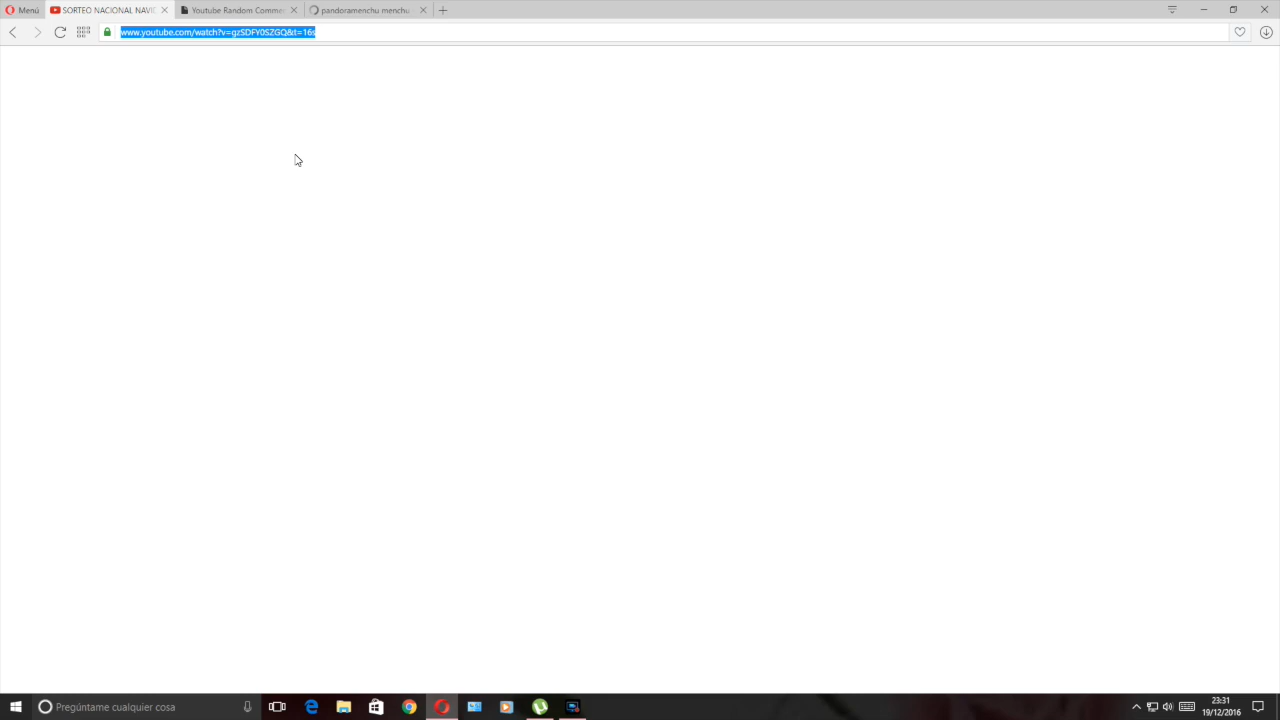 Menú
SORTEO NACIONAL NAVI
Youtube Random Comme
pandoramenchu menchu
www.youtube.com/watch?v=gzSDFY0SZGQ&t=16s
Pregúntame cualquier cosa
23:31
19/12/2016